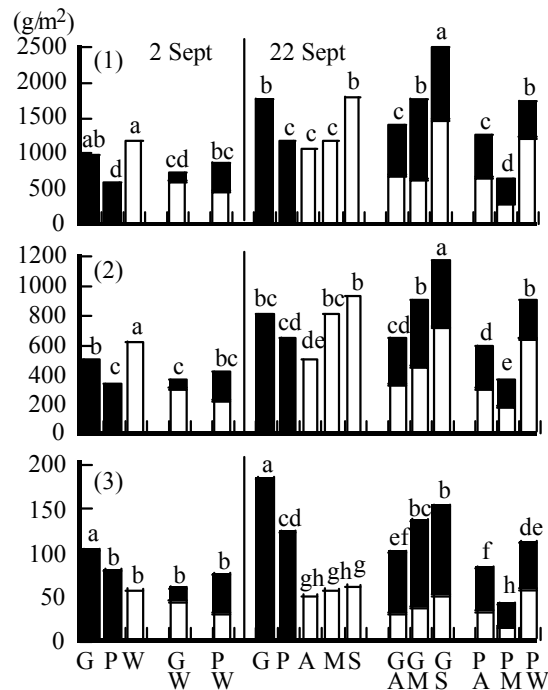 (g/m²)
2500
2000
1500
1000
500
0
(1)
2 Sept
22 Sept
ab
d
a
cd
bc
b
c
c
c
b
c
b
a
c
d
b
1200
1000
800
600
400
200
0
(2)
b
c
a
c
bc
bc
cd
de
bc
b
cd
b
a
d
e
b
200
150
100
50
0
(3)
a
b
b
b
b
a
cd
gh
gh
g
ef
bc
b
f
h
de
G P W G P G P A M S G G G P P P
W W A M S A M W